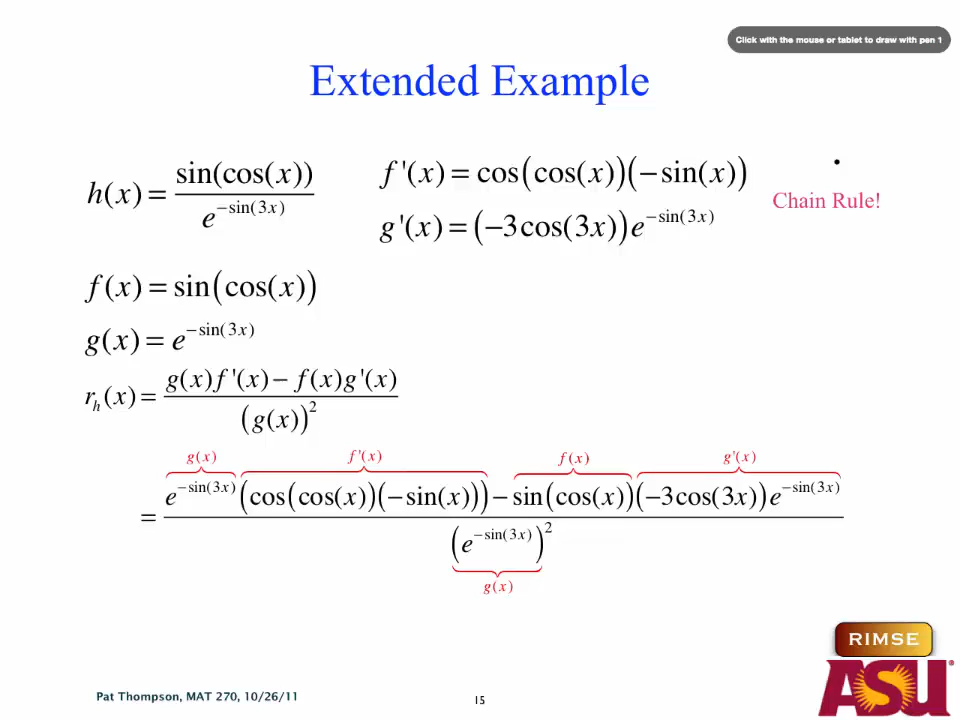 Click with the mouse or tablet to draw with pen 1
Extended Example
h(x) = sin(cos(x)) / e^(−sin(3x))
f '(x) = cos(cos(x))(−sin(x))
g '(x) = (−3cos(3x))e^(−sin(3x))
Chain Rule!
f(x) = sin(cos(x))
g(x) = e^(−sin(3x))
r_h(x) = g(x)f '(x) − f(x)g '(x) / (g(x))^2
g(x) f '(x) f(x) g '(x)
= e^(−sin(3x)) (cos(cos(x))(−sin(x))) − sin(cos(x))(−3cos(3x))e^(−sin(3x)) / (e^(−sin(3x)))^2
g(x)
RIMSE
ASU
Pat Thompson, MAT 270, 10/26/11
15